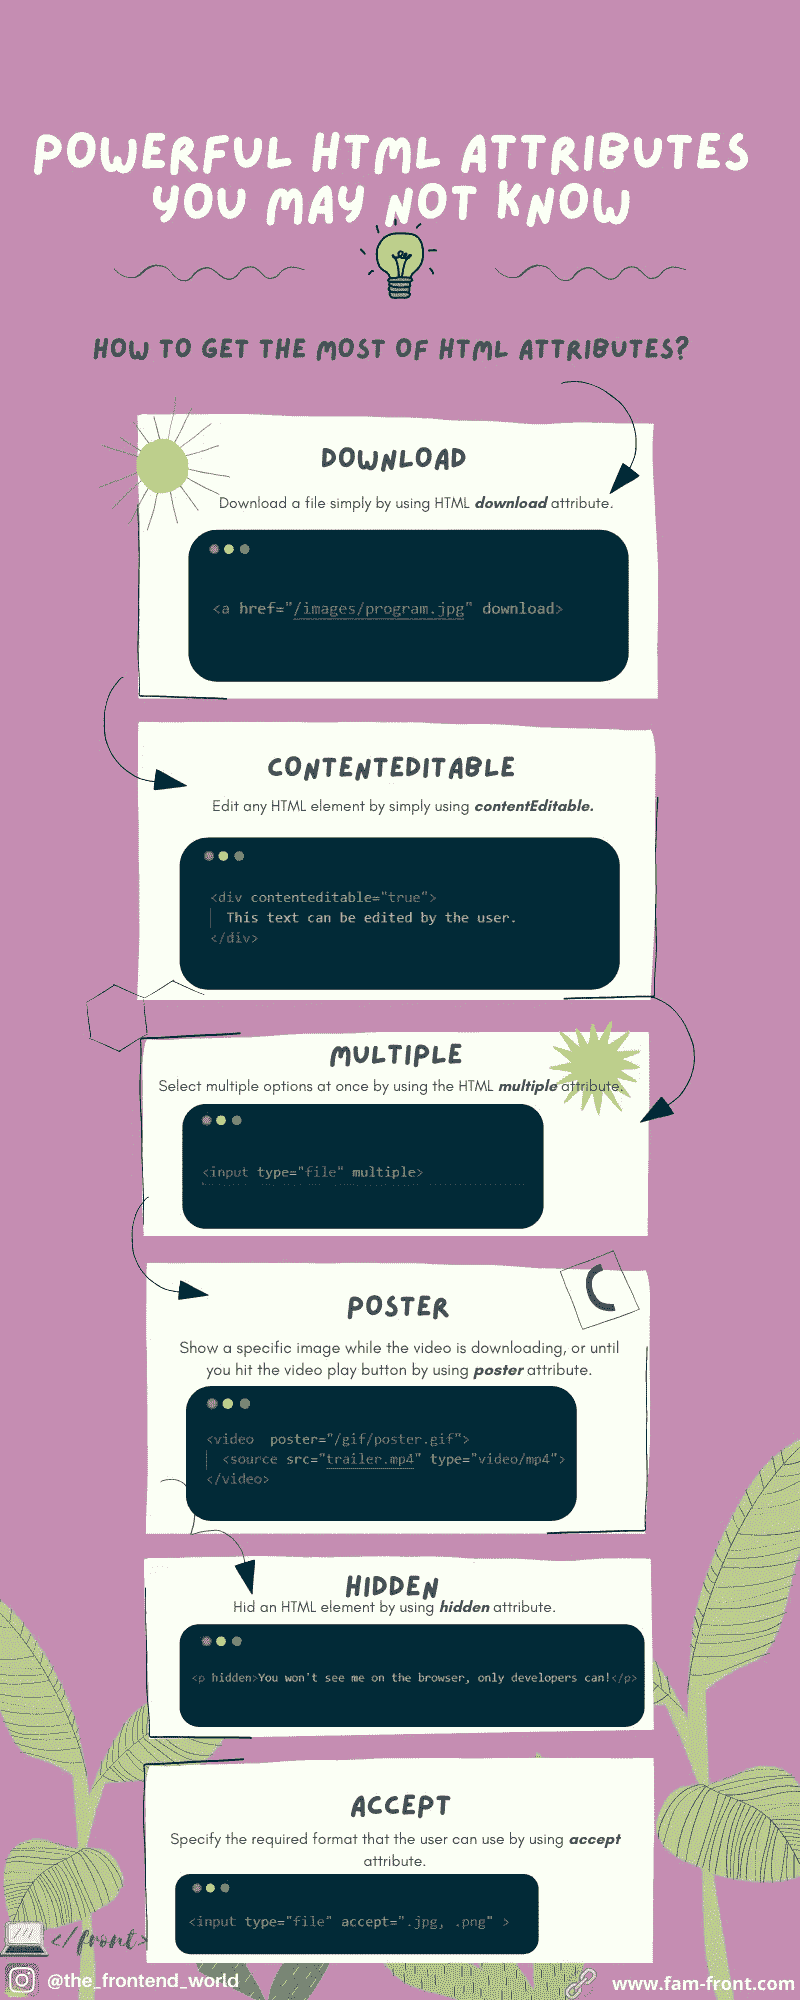 POWERFUL HTML ATTRIBUTES
YOU MAY NOT KNOW
HOW TO GET THE MOST OF HTML ATTRIBUTES?
DOWNLOAD
Download a file simply by using HTML download attribute.
<a href="/images/program.jpg" download>
CONTENTEDITABLE
Edit any HTML element by simply using contentEditable.
<div contenteditable="true">
This text can be edited by the user.
</div>
MULTIPLE
Select multiple options at once by using the HTML multiple attribute.
<input type="file" multiple>
POSTER
Show a specific image while the video is downloading, or until
you hit the video play button by using poster attribute.
<video  poster="/gif/poster.gif">
<source src="trailer.mp4" type="video/mp4">
</video>
HIDDEN
Hid an HTML element by using hidden attribute.
<p hidden>You won't see me on the browser, only developers can!</p>
ACCEPT
Specify the required format that the user can use by using accept
attribute.
<input type="file" accept=".jpg, .png" >
</front>
@the_frontend_world
www.fam-front.com